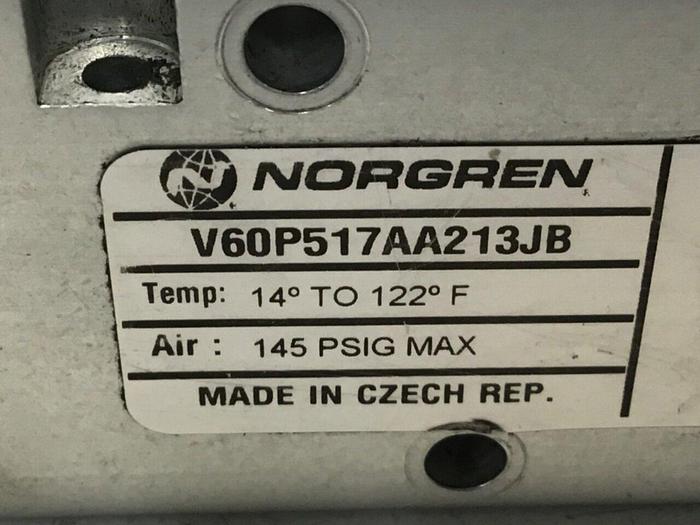 NORGREN
V60P517AA213JB
Temp: 14° TO 122° F
Air : 145 PSIG MAX
MADE IN CZECH REP.